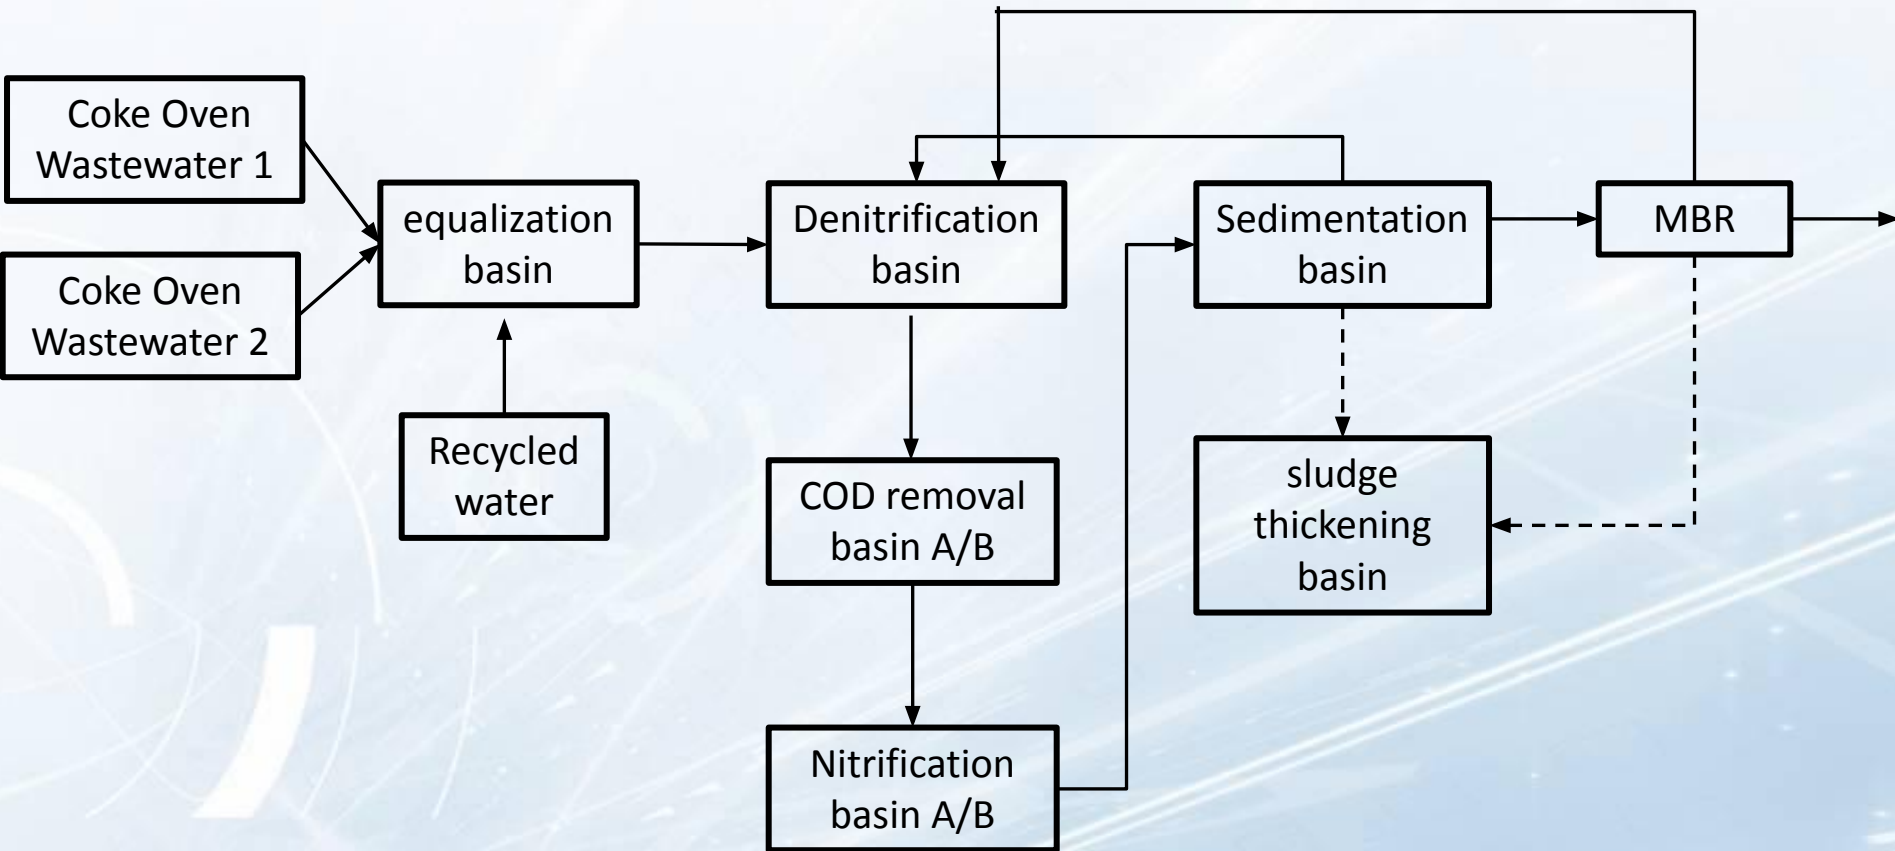 Coke Oven
Wastewater 1
Coke Oven
Wastewater 2
equalization
basin
Recycled
water
Denitrification
basin
COD removal
basin A/B
Nitrification
basin A/B
Sedimentation
basin
sludge
thickening
basin
MBR